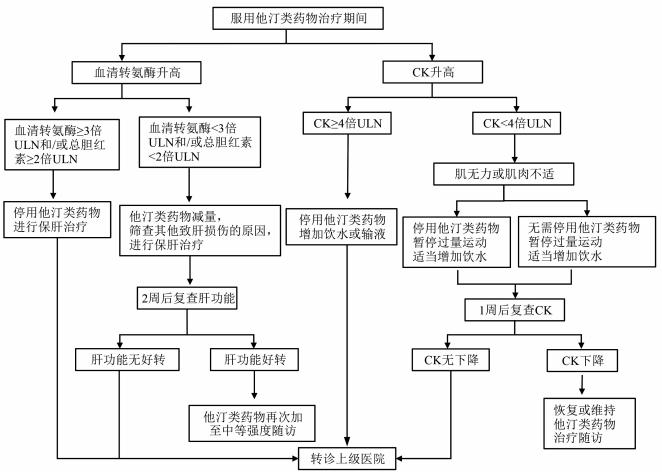 服用他汀类药物治疗期间
血清转氨酶升高
CK升高
血清转氨酶≥3倍
ULN和/或总胆红
素≥2倍ULN
血清转氨酶<3倍
ULN和/或总胆红素
<2倍ULN
CK≥4倍ULN
CK<4倍ULN
肌无力或肌肉不适
停用他汀类药物
进行保肝治疗
他汀类药物减量，
筛查其他致肝损伤的原因，
进行保肝治疗
停用他汀类药物
增加饮水或输液
停用他汀类药物
暂停过量运动
适当增加饮水
无需停用他汀类药物
暂停过量运动
适当增加饮水
2周后复查肝功能
1周后复查CK
肝功能无好转
肝功能好转
CK无下降
CK下降
他汀类药物再次加
至中等强度随访
恢复或维持
他汀类药物
治疗随访
转诊上级医院